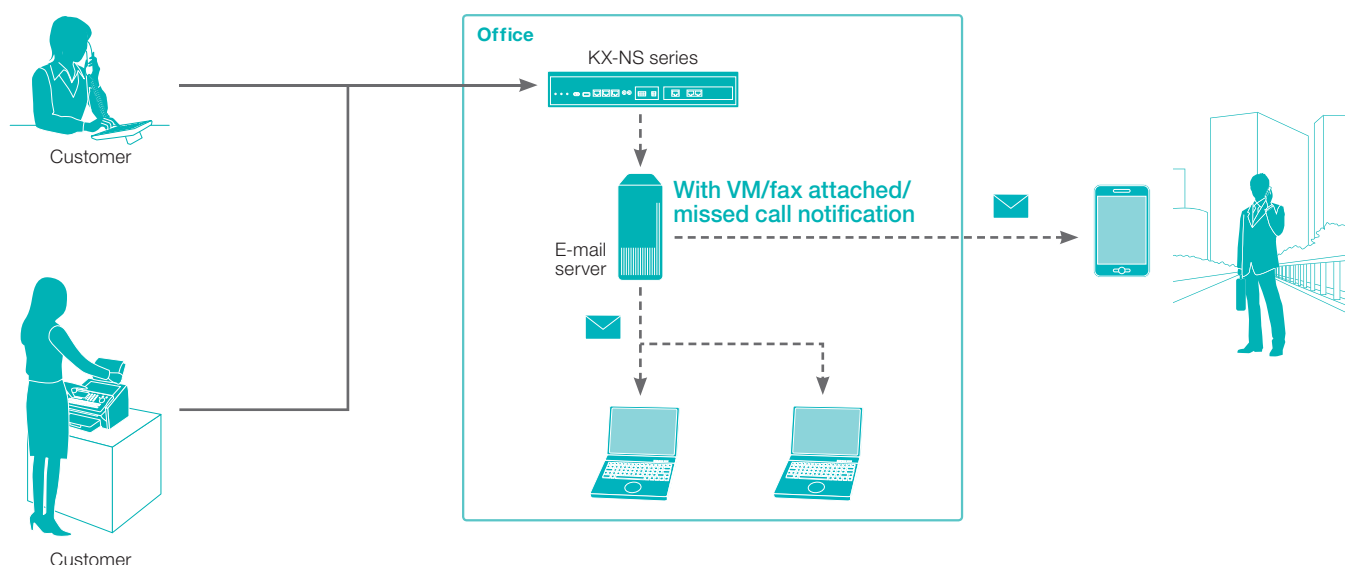 Office
KX-NS series
Customer
With VM/fax attached/
missed call notification
E-mail
server
Customer